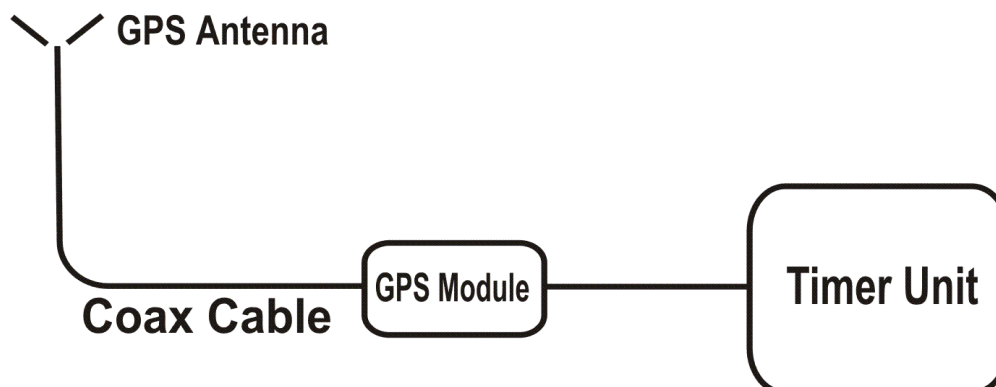 GPS Antenna
GPS Module
Timer Unit
Coax Cable